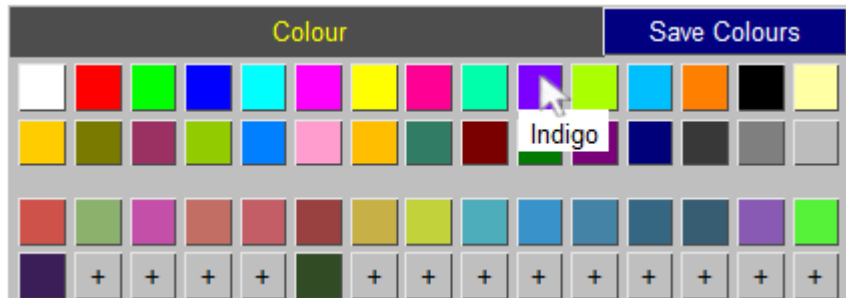 Colour Save Colours
Indigo
+ + + + + + + + + + + + +